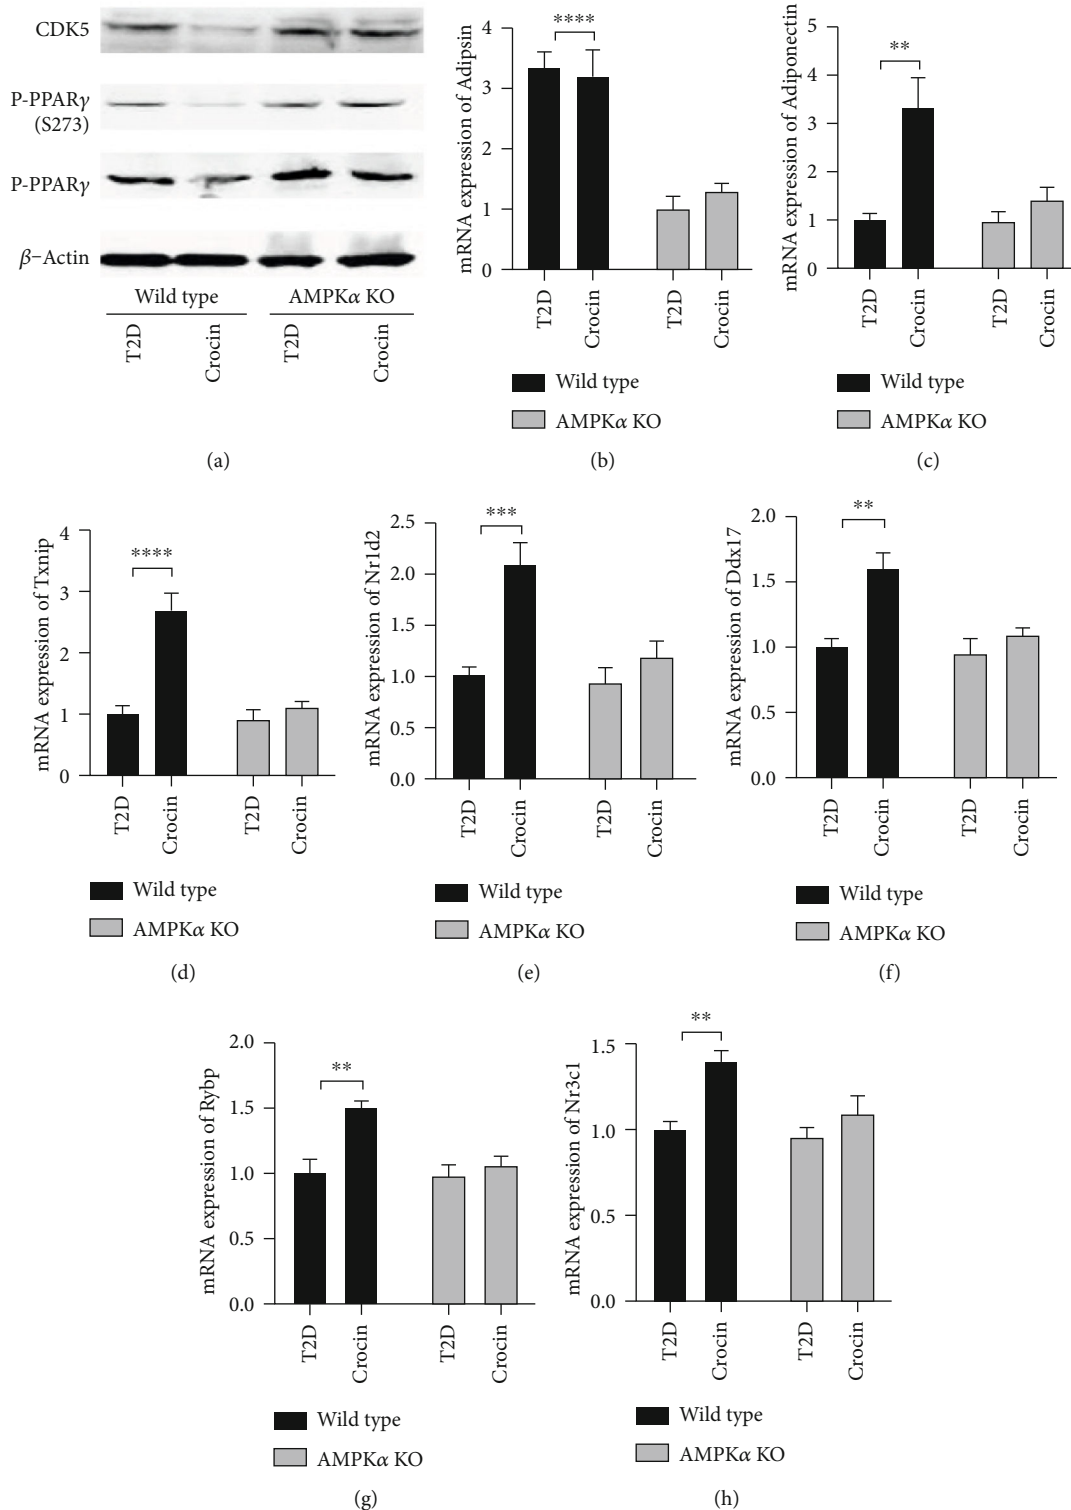 CDK5
P-PPARγ
(S273)
P-PPARγ
β–Actin
Wild type
AMPKα KO
T2D
Crocin
T2D
Crocin
(a)
mRNA expression of Adipsin
4
3
2
1
0
****
T2D
Crocin
T2D
Crocin
Wild type
AMPKα KO
(b)
mRNA expression of Adiponectin
5
4
3
2
1
0
**
T2D
Crocin
T2D
Crocin
Wild type
AMPKα KO
(c)
mRNA expression of Txnip
4
3
2
1
0
****
T2D
Crocin
T2D
Crocin
Wild type
AMPKα KO
(d)
mRNA expression of Nr1d2
2.5
2.0
1.5
1.0
0.5
0.0
***
T2D
Crocin
T2D
Crocin
Wild type
AMPKα KO
(e)
mRNA expression of Ddx17
2.0
1.5
1.0
0.5
0.0
**
T2D
Crocin
T2D
Crocin
Wild type
AMPKα KO
(f)
mRNA expression of Rybp
2.0
1.5
1.0
0.5
0.0
**
T2D
Crocin
T2D
Crocin
Wild type
AMPKα KO
(g)
mRNA expression of Nr3c1
1.5
1.0
0.5
0.0
**
T2D
Crocin
T2D
Crocin
Wild type
AMPKα KO
(h)